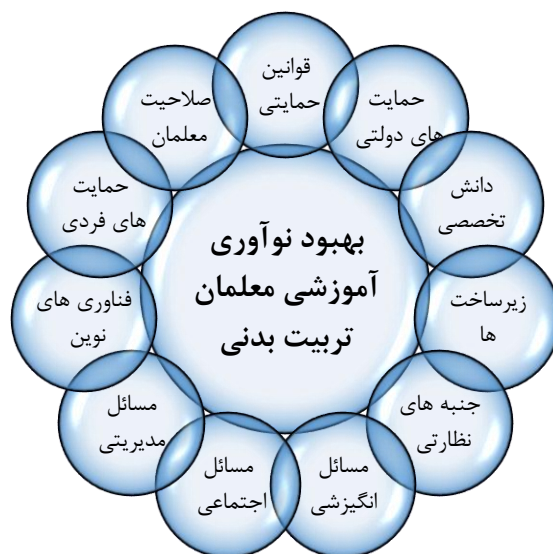 بهبود نوآوری
آموزشی معلمان
تربیت بدنی
قوانین
حمایتی
حمایت
های دولتی
دانش
تخصصی
زیرساخت
ها
جنبه های
نظارتی
مسائل
انگیزشی
مسائل
اجتماعی
مسائل
مدیریتی
فناوری های
نوین
حمایت
های فردی
صلاحیت
معلمان